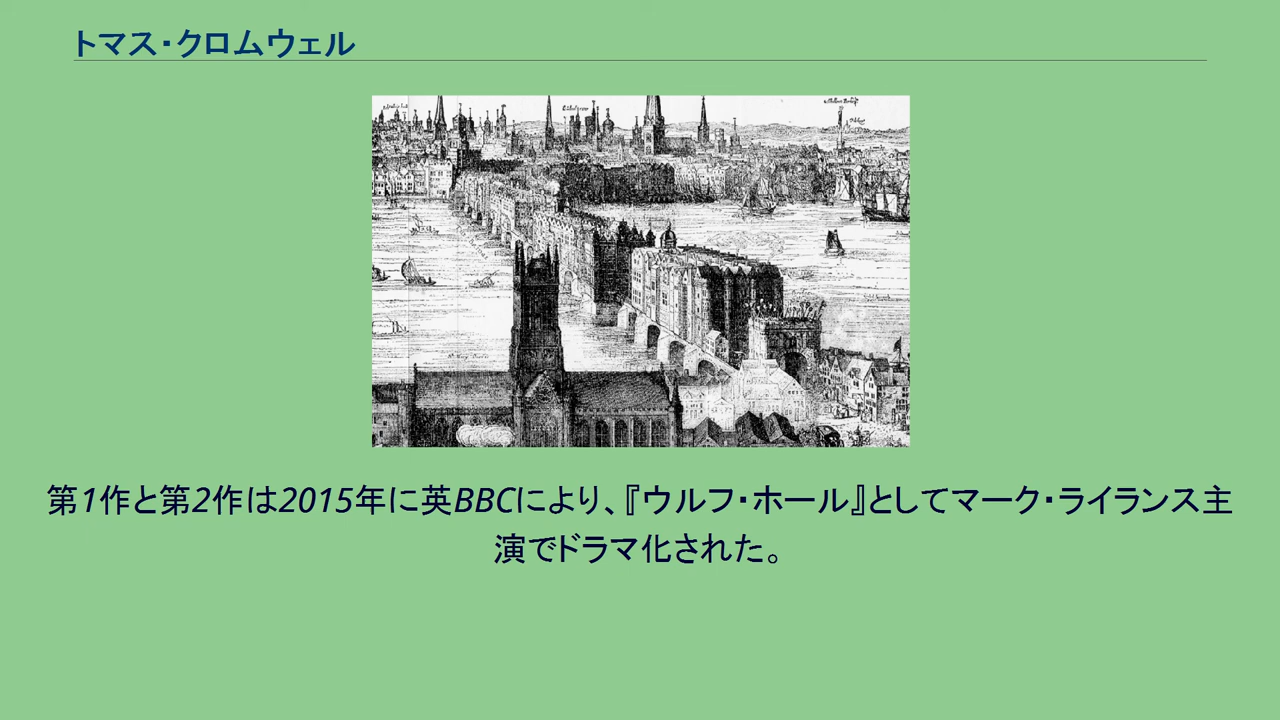 トマス・クロムウェル
第1作と第2作は2015年に英BBCにより、『ウルフ・ホール』としてマーク・ライランス主
演でドラマ化された。